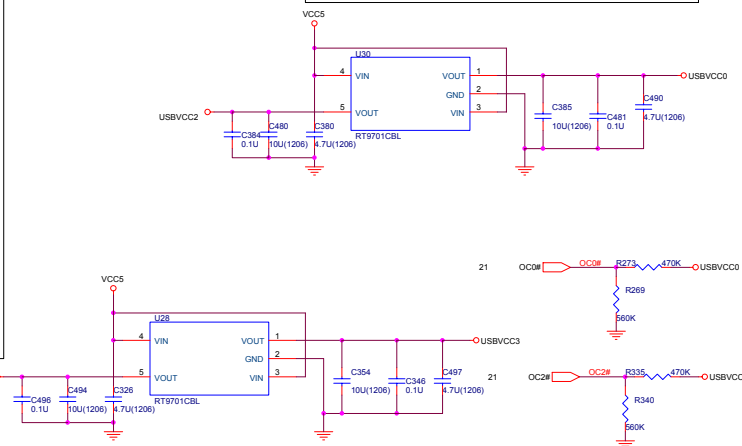 VCC5
U30
4 VIN VOUT 1
GND 2
5 VOUT VIN 3
RT9701CBL
USBVCC2
C384 0.1U
C480 10U(1206)
C380 4.7U(1206)
C385 10U(1206)
C481 0.1U
C490 4.7U(1206)
USBVCC0
21 OC0# OC0# R273 470K USBVCC0
R269
560K
VCC5
U28
4 VIN VOUT 1
GND 2
5 VOUT VIN 3
RT9701CBL
USBVCC3
C496 0.1U
C494 10U(1206)
C326 4.7U(1206)
C354 10U(1206)
C346 0.1U
C497 4.7U(1206)
21 OC2# OC2# R335 470K USBVCC
R340
560K